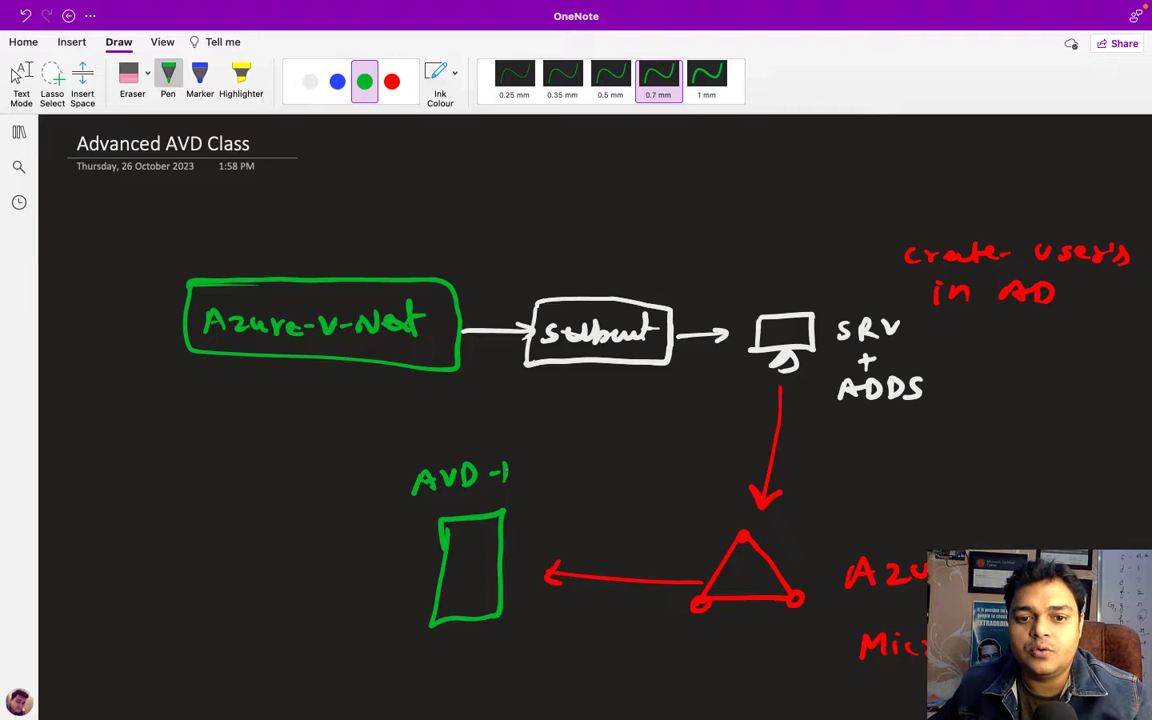 OneNote
Home Insert Draw View Tell me
Share
Text Mode
Lasso Select
Insert Space
Eraser
Pen
Marker
Highlighter
Ink Colour
0.25 mm
0.35 mm
0.5 mm
0.7 mm
1 mm
Advanced AVD Class
Thursday, 26 October 2023 1:58 PM
create users
in AD
Azure-V-Net
SRV
+
ADDS
AVD -
Azu
Mic